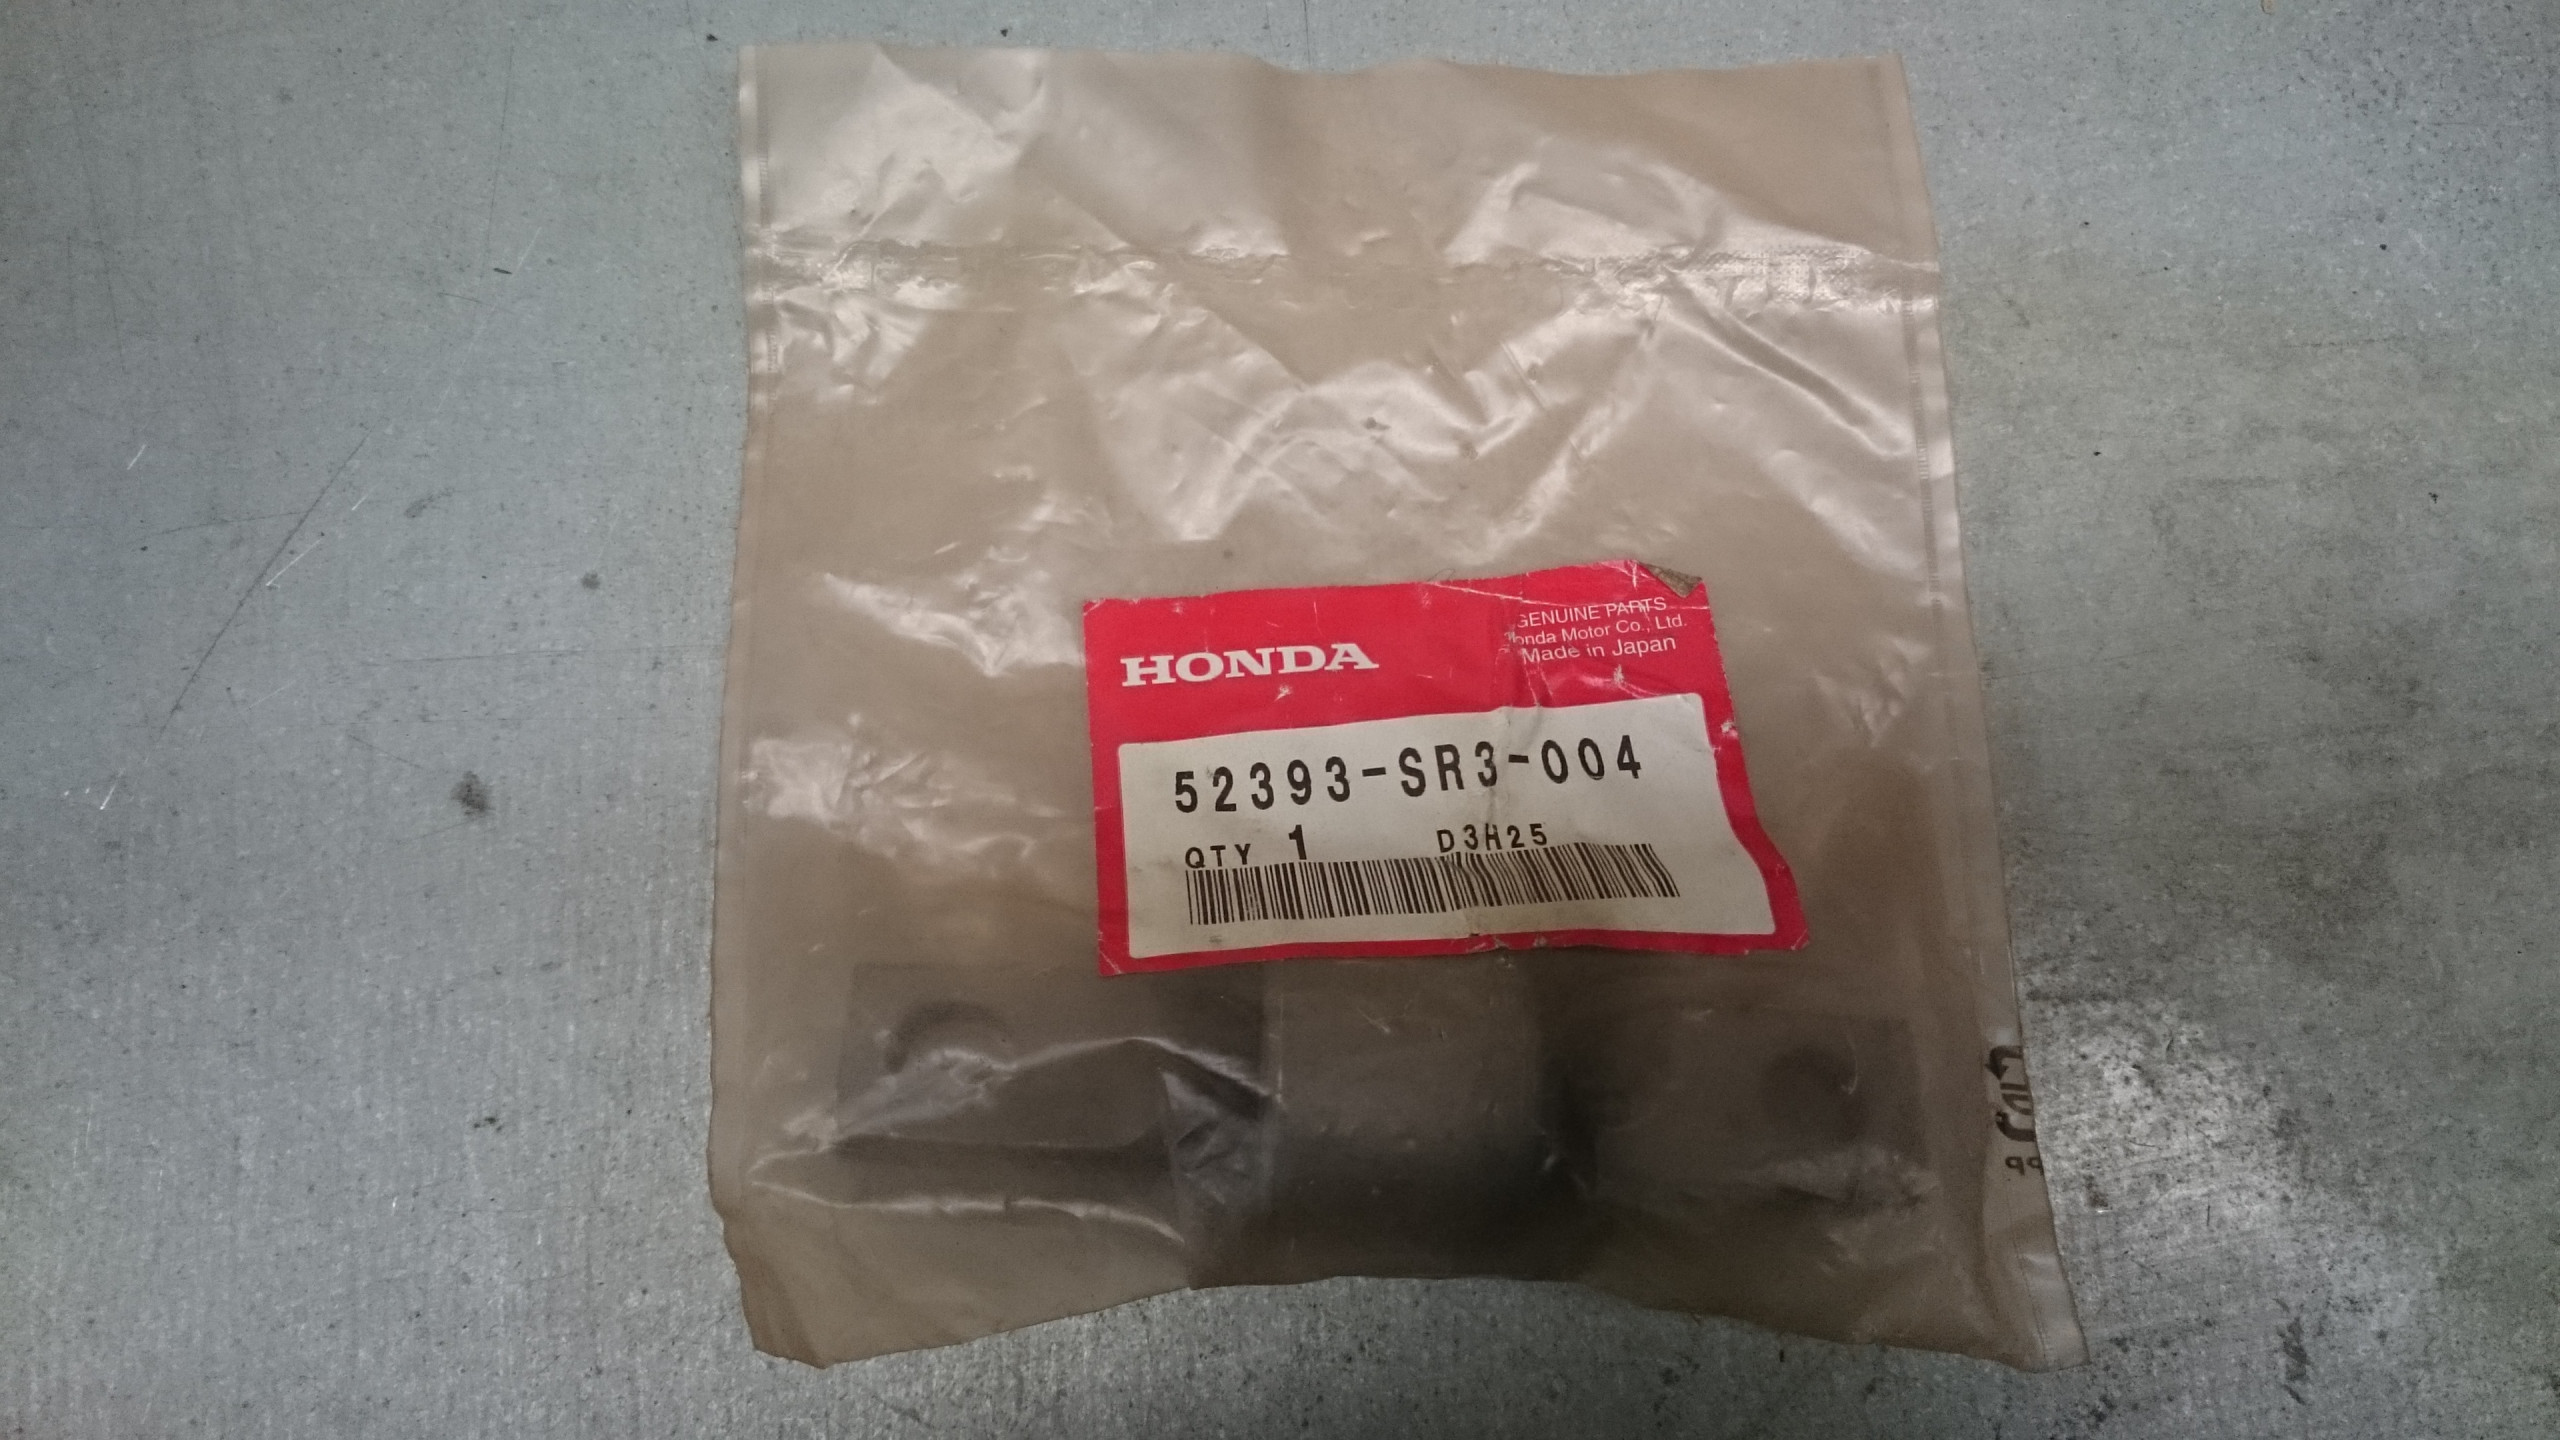 HONDA
GENUINE PARTS
onda Motor Co., Ltd.
Made in Japan
52393-SR3-004
QTY 1 D3H25